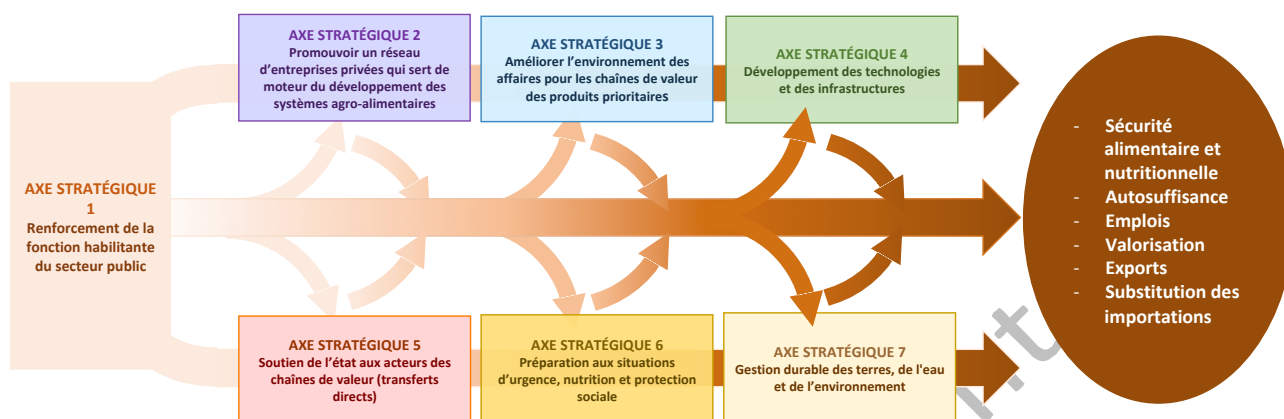 AXE STRATÉGIQUE
1
Renforcement de la
fonction habilitante
du secteur public
AXE STRATÉGIQUE 2
Promouvoir un réseau
d’entreprises privées qui sert de
moteur du développement des
systèmes agro-alimentaires
AXE STRATÉGIQUE 3
Améliorer l’environnement des
affaires pour les chaînes de valeur
des produits prioritaires
AXE STRATÉGIQUE 4
Développement des technologies
et des infrastructures
AXE STRATÉGIQUE 5
Soutien de l’état aux acteurs des
chaînes de valeur (transferts
directs)
AXE STRATÉGIQUE 6
Préparation aux situations
d’urgence, nutrition et protection
sociale
AXE STRATÉGIQUE 7
Gestion durable des terres, de l'eau
et de l’environnement
- Sécurité
alimentaire et
nutritionnelle
- Autosuffisance
- Emplois
- Valorisation
- Exports
- Substitution des
importations